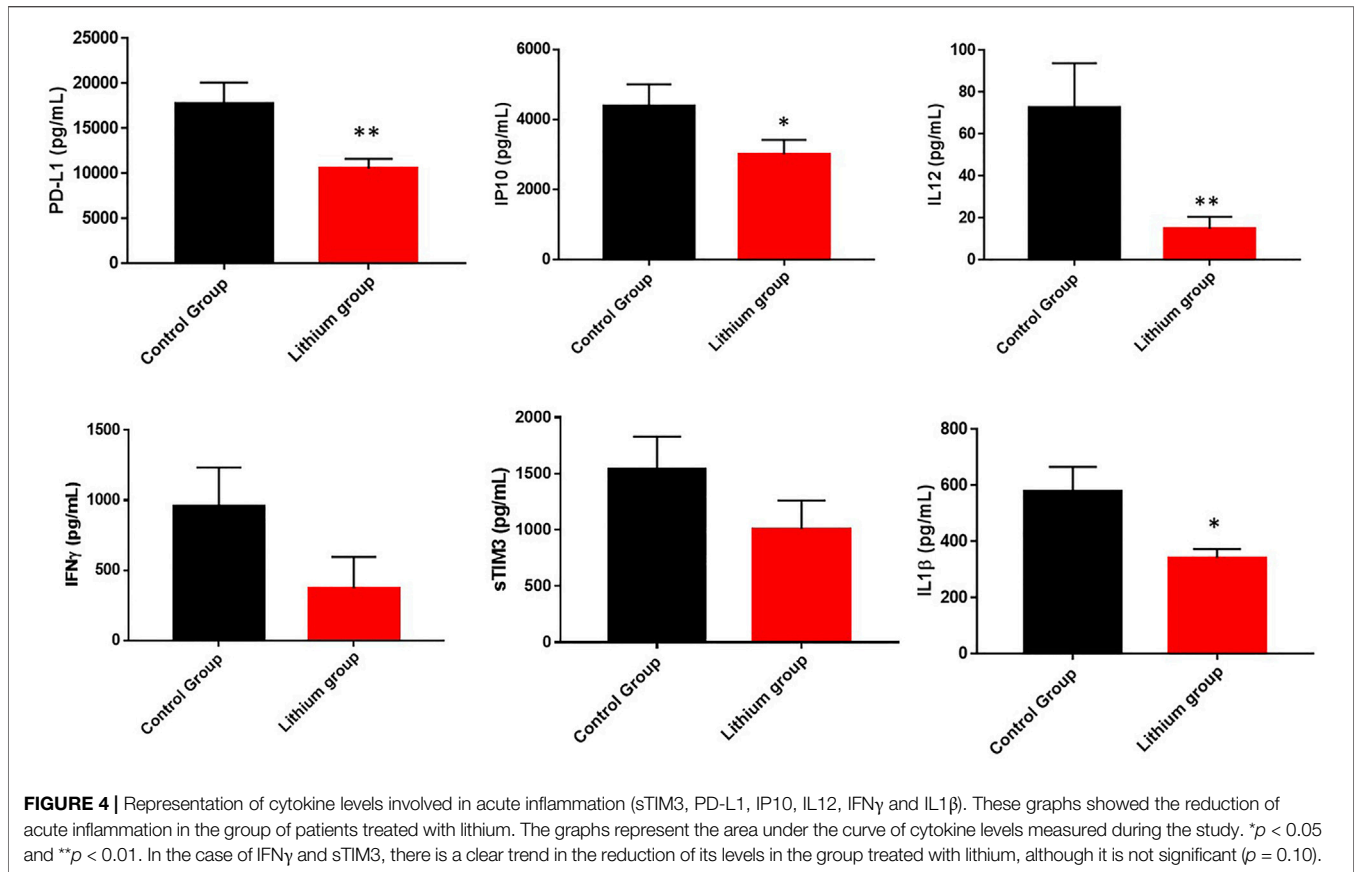 25000
20000
15000
10000
5000
0
PD-L1 (pg/mL)
**
Control Group
Lithium group
6000
4000
2000
0
IP10 (pg/mL)
*
Control Group
Lithium group
100
80
60
40
20
0
IL12 (pg/mL)
**
Control Group
Lithium group
1500
1000
500
0
IFNγ (pg/mL)
Control Group
Lithium group
2000
1500
1000
500
0
sTIM3 (pg/mL)
Control Group
Lithium group
800
600
400
200
0
IL1β (pg/mL)
*
Control Group
Lithium group
FIGURE 4 | Representation of cytokine levels involved in acute inflammation (sTIM3, PD-L1, IP10, IL12, IFNγ and IL1β). These graphs showed the reduction of
acute inflammation in the group of patients treated with lithium. The graphs represent the area under the curve of cytokine levels measured during the study. *p < 0.05
and **p < 0.01. In the case of IFNγ and sTIM3, there is a clear trend in the reduction of its levels in the group treated with lithium, although it is not significant (p = 0.10).